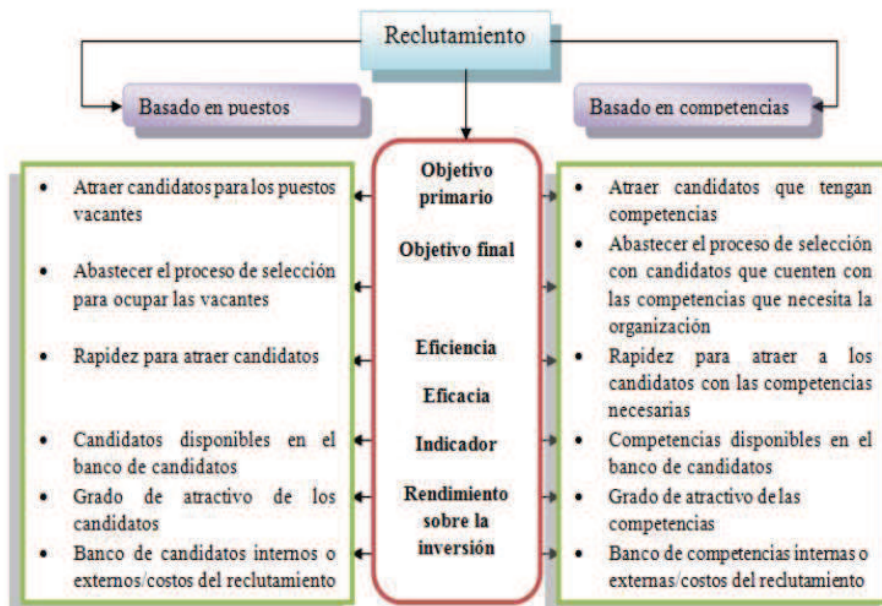 Reclutamiento
Basado en puestos
Basado en competencias
• Atraer candidatos para los puestos
vacantes
• Abastecer el proceso de selección
para ocupar las vacantes
• Rapidez para atraer candidatos
• Candidatos disponibles en el
banco de candidatos
• Grado de atractivo de los
candidatos
• Banco de candidatos internos o
externos/costos del reclutamiento
Objetivo
primario
Objetivo final
Eficiencia
Eficacia
Indicador
Rendimiento
sobre la
inversión
• Atraer candidatos que tengan
competencias
• Abastecer el proceso de selección
con candidatos que cuenten con
las competencias que necesita la
organización
• Rapidez para atraer a los
candidatos con las competencias
necesarias
• Competencias disponibles en el
banco de candidatos
• Grado de atractivo de las
competencias
• Banco de competencias internas o
externas/costos del reclutamiento